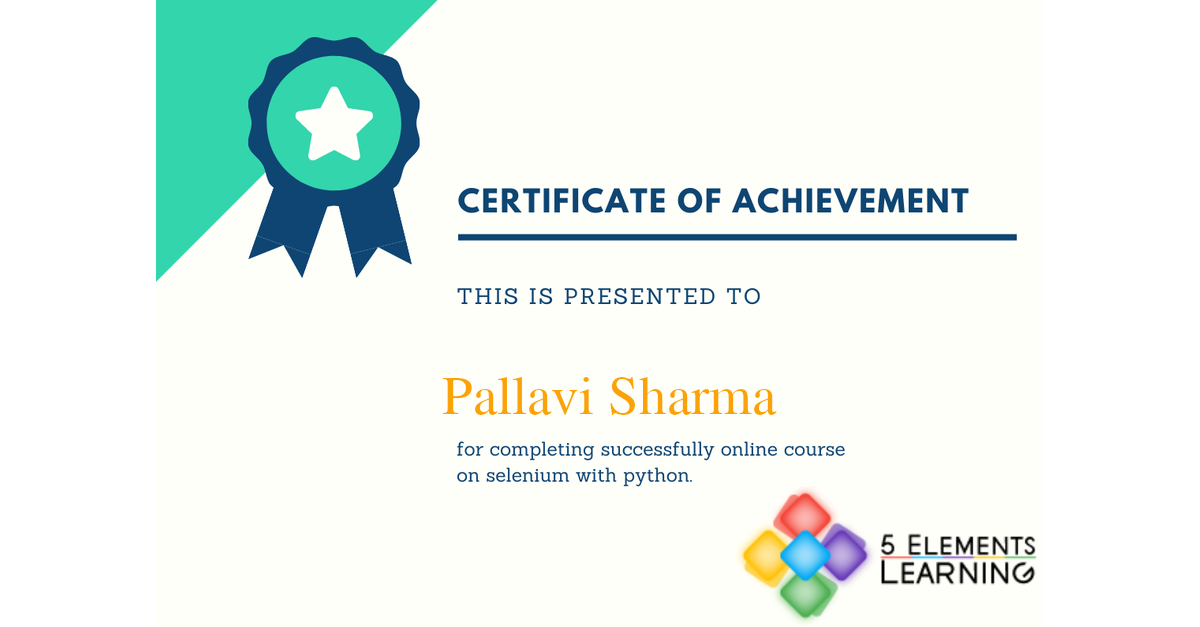 CERTIFICATE OF ACHIEVEMENT
THIS IS PRESENTED TO
Pallavi Sharma
for completing successfully online course
on selenium with python.
5 ELEMENTS
LEARNING